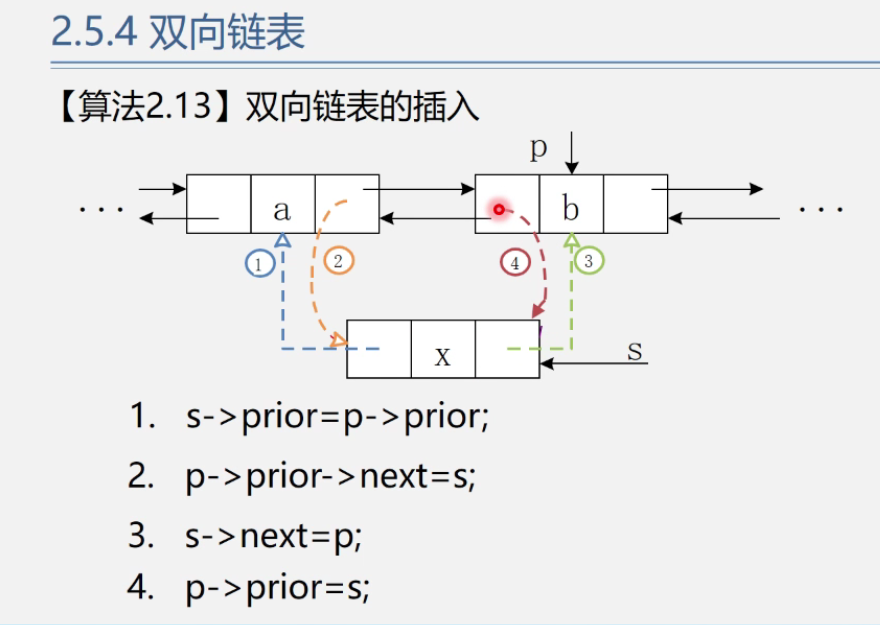 2.5.4 双向链表
【算法2.13】双向链表的插入
p
... a b ...
1 2 4 3
x s
1. s->prior=p->prior;
2. p->prior->next=s;
3. s->next=p;
4. p->prior=s;